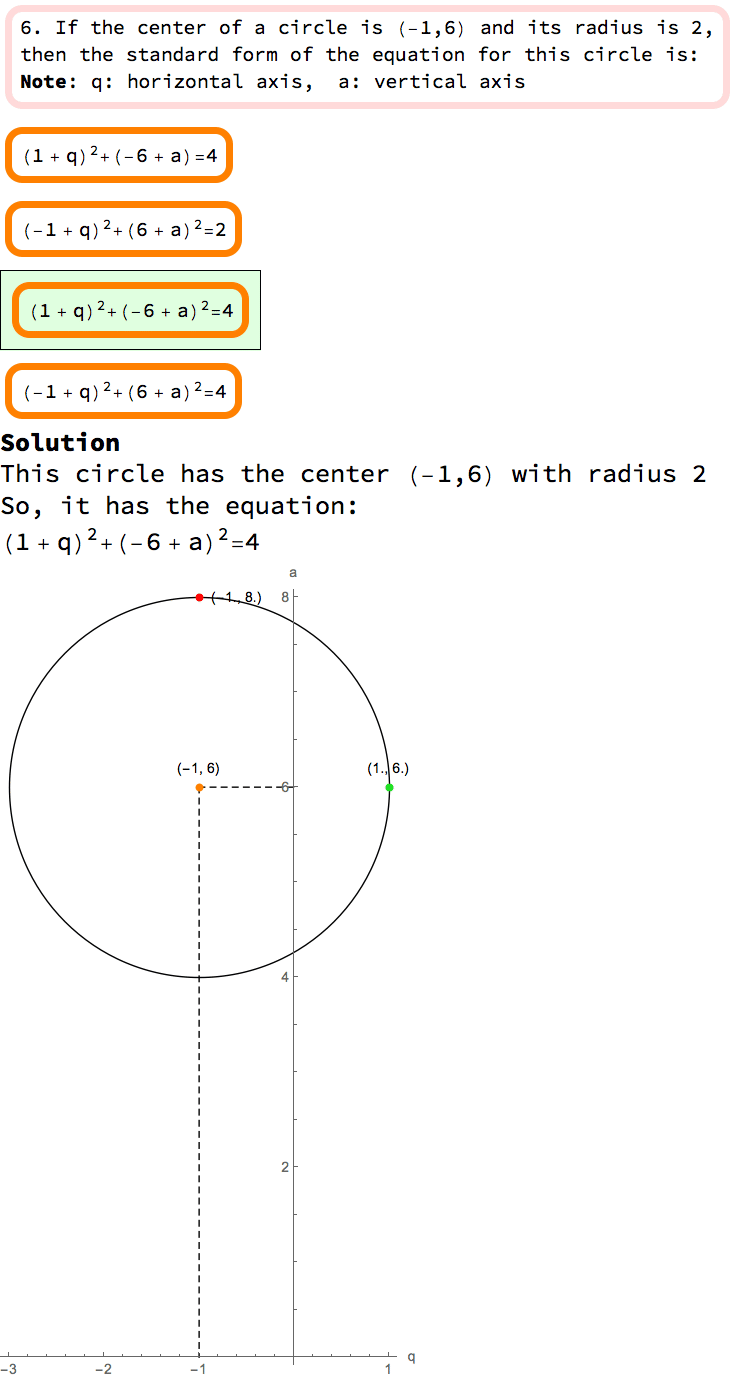 6. If the center of a circle is (-1,6) and its radius is 2,
then the standard form of the equation for this circle is:
Note: q: horizontal axis,  a: vertical axis
(1 + q)²+(-6 + a)=4
(-1 + q)²+(6 + a)²=2
(1 + q)²+(-6 + a)²=4
(-1 + q)²+(6 + a)²=4
Solution
This circle has the center (-1,6) with radius 2
So, it has the equation:
(1 + q)²+(-6 + a)²=4
a
(-1., 8.)
8
(-1, 6)
(1., 6.)
6
4
2
-3
-2
-1
1
q